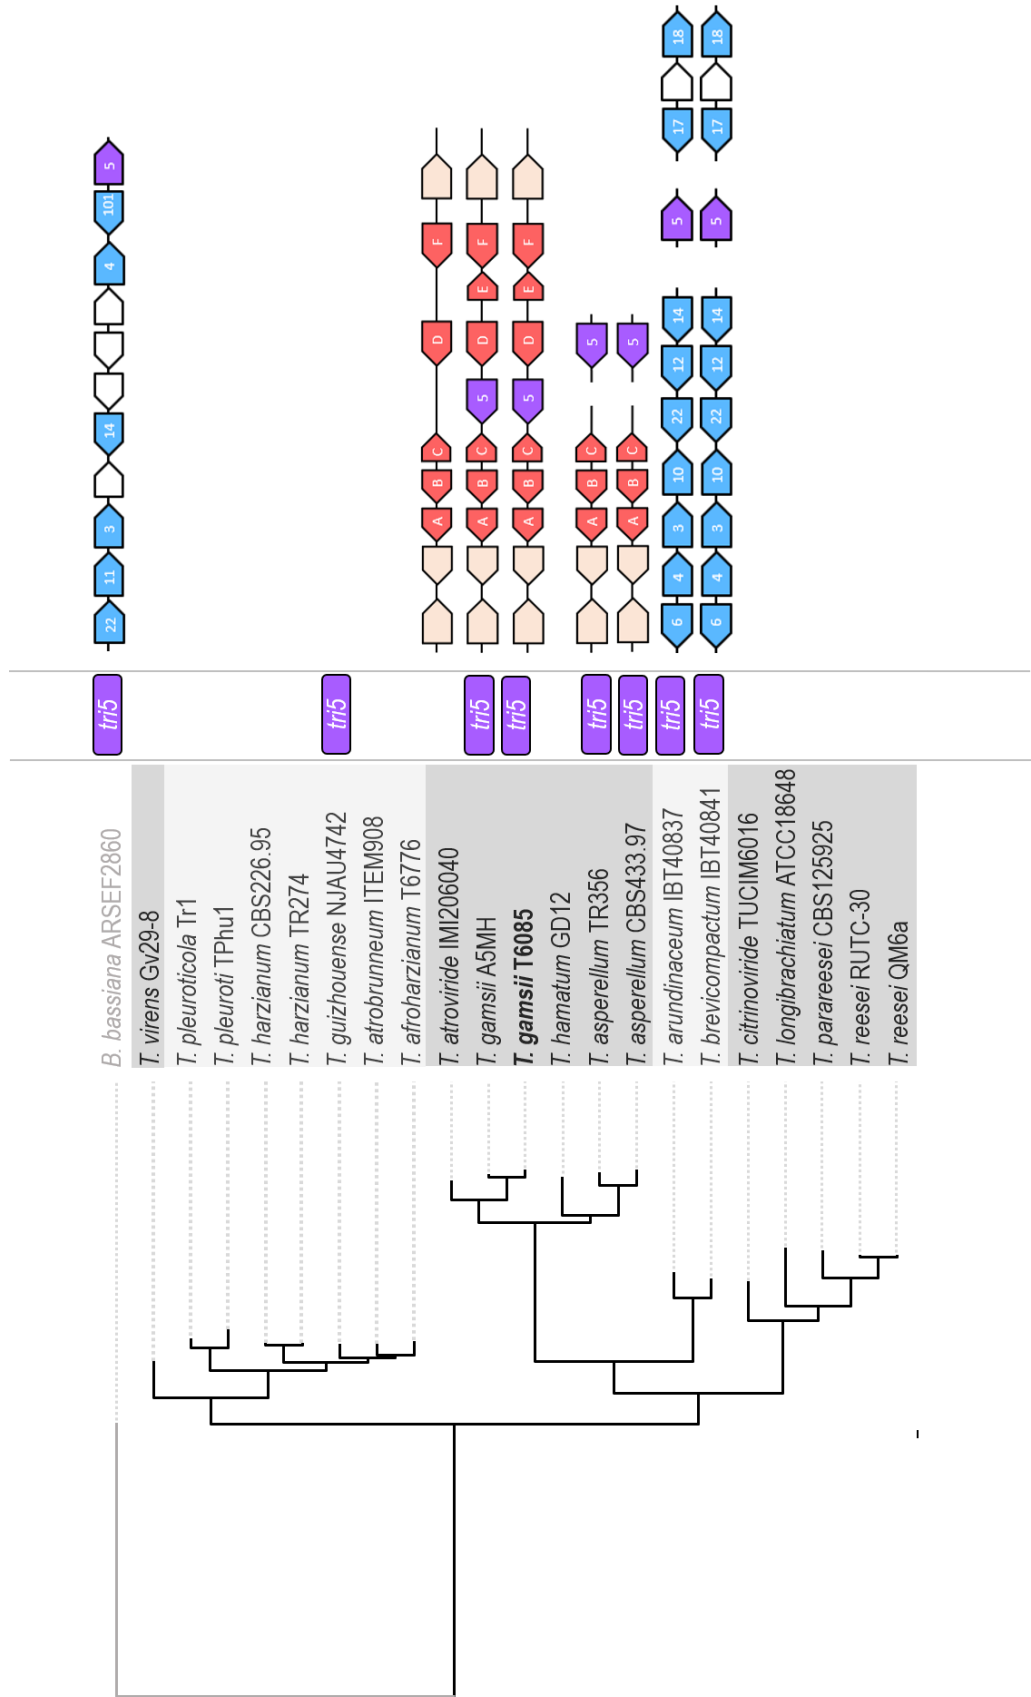 B. bassiana ARSEF2860 tri5 22 11 3 14 4 101 5
T. virens Gv29-8
T. pleuroticola Tr1
T. pleuroti TPhu1
T. harzianum CBS226.95
T. harzianum TR274
T. guizhouense NJAU4742 tri5
T. atrobrunneum ITEM908
T. afroharzianum T6776
T. atroviride IMI206040 A B C D F
T. gamsii A5MH tri5 A B C 5 D E F
T. gamsii T6085 tri5 A B C 5 D E F
T. hamatum GD12
T. asperellum TR356 tri5 A B C 5
T. asperellum CBS433.97 tri5 A B C 5
T. arundinaceum IBT40837 tri5 6 4 3 10 22 12 14 5 17 18
T. brevicompactum IBT40841 tri5 6 4 3 10 22 12 14 5 17 18
T. citrinoviride TUCIM6016
T. longibrachiatum ATCC18648
T. parareesei CBS125925
T. reesei RUTC-30
T. reesei QM6a